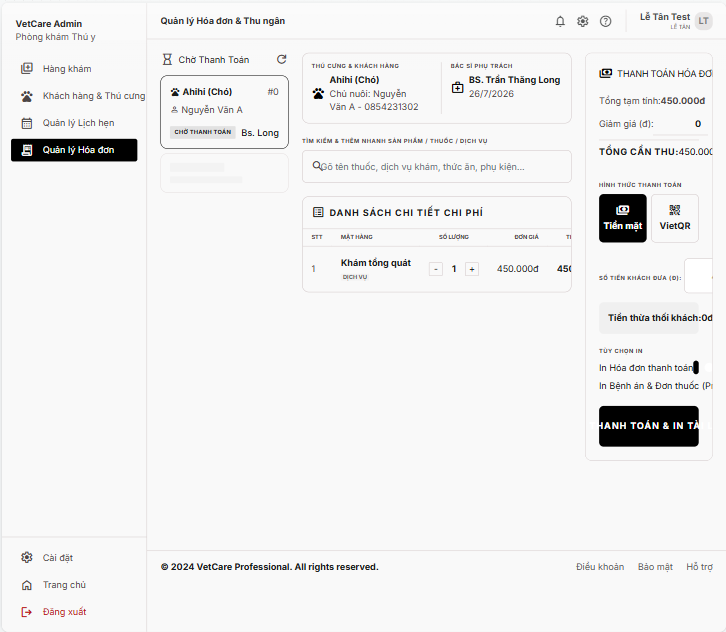 VetCare Admin
Phòng khám Thú y
Hàng khám
Khách hàng & Thú cưng
Quản lý Lịch hẹn
Quản lý Hóa đơn
Cài đặt
Trang chủ
Đăng xuất
Quản lý Hóa đơn & Thu ngân
Lê Tân Test
LỄ TÂN
LT
Chờ Thanh Toán
Ahihi (Chó)
#0
Nguyễn Văn A
CHỜ THANH TOÁN
Bs. Long
THÚ CƯNG & KHÁCH HÀNG
Ahihi (Chó)
Chủ nuôi: Nguyễn
Văn A - 0854231302
BÁC SĨ PHỤ TRÁCH
BS. Trần Thăng Long
26/7/2026
TÌM KIẾM & THÊM NHANH SẢN PHẨM / THUỐC / DỊCH VỤ
Gõ tên thuốc, dịch vụ khám, thức ăn, phụ kiện...
DANH SÁCH CHI TIẾT CHI PHÍ
STT MẶT HÀNG SỐ LƯỢNG ĐƠN GIÁ
1 Khám tổng quát - 1 + 450.000đ 450
DỊCH VỤ
THANH TOÁN HÓA ĐƠ
Tổng tạm tính:450.000đ
Giảm giá (đ): 0
TỔNG CẦN THU:450.000
HÌNH THỨC THANH TOÁN
Tiền mặt
VietQR
SỐ TIỀN KHÁCH ĐƯA (Đ):
Tiền thừa thối khách:0đ
TÙY CHỌN IN
In Hóa đơn thanh toán
In Bệnh án & Đơn thuốc (P
HANH TOÁN & IN TÀ
© 2024 VetCare Professional. All rights reserved.
Điều khoản
Bảo mật
Hỗ trợ